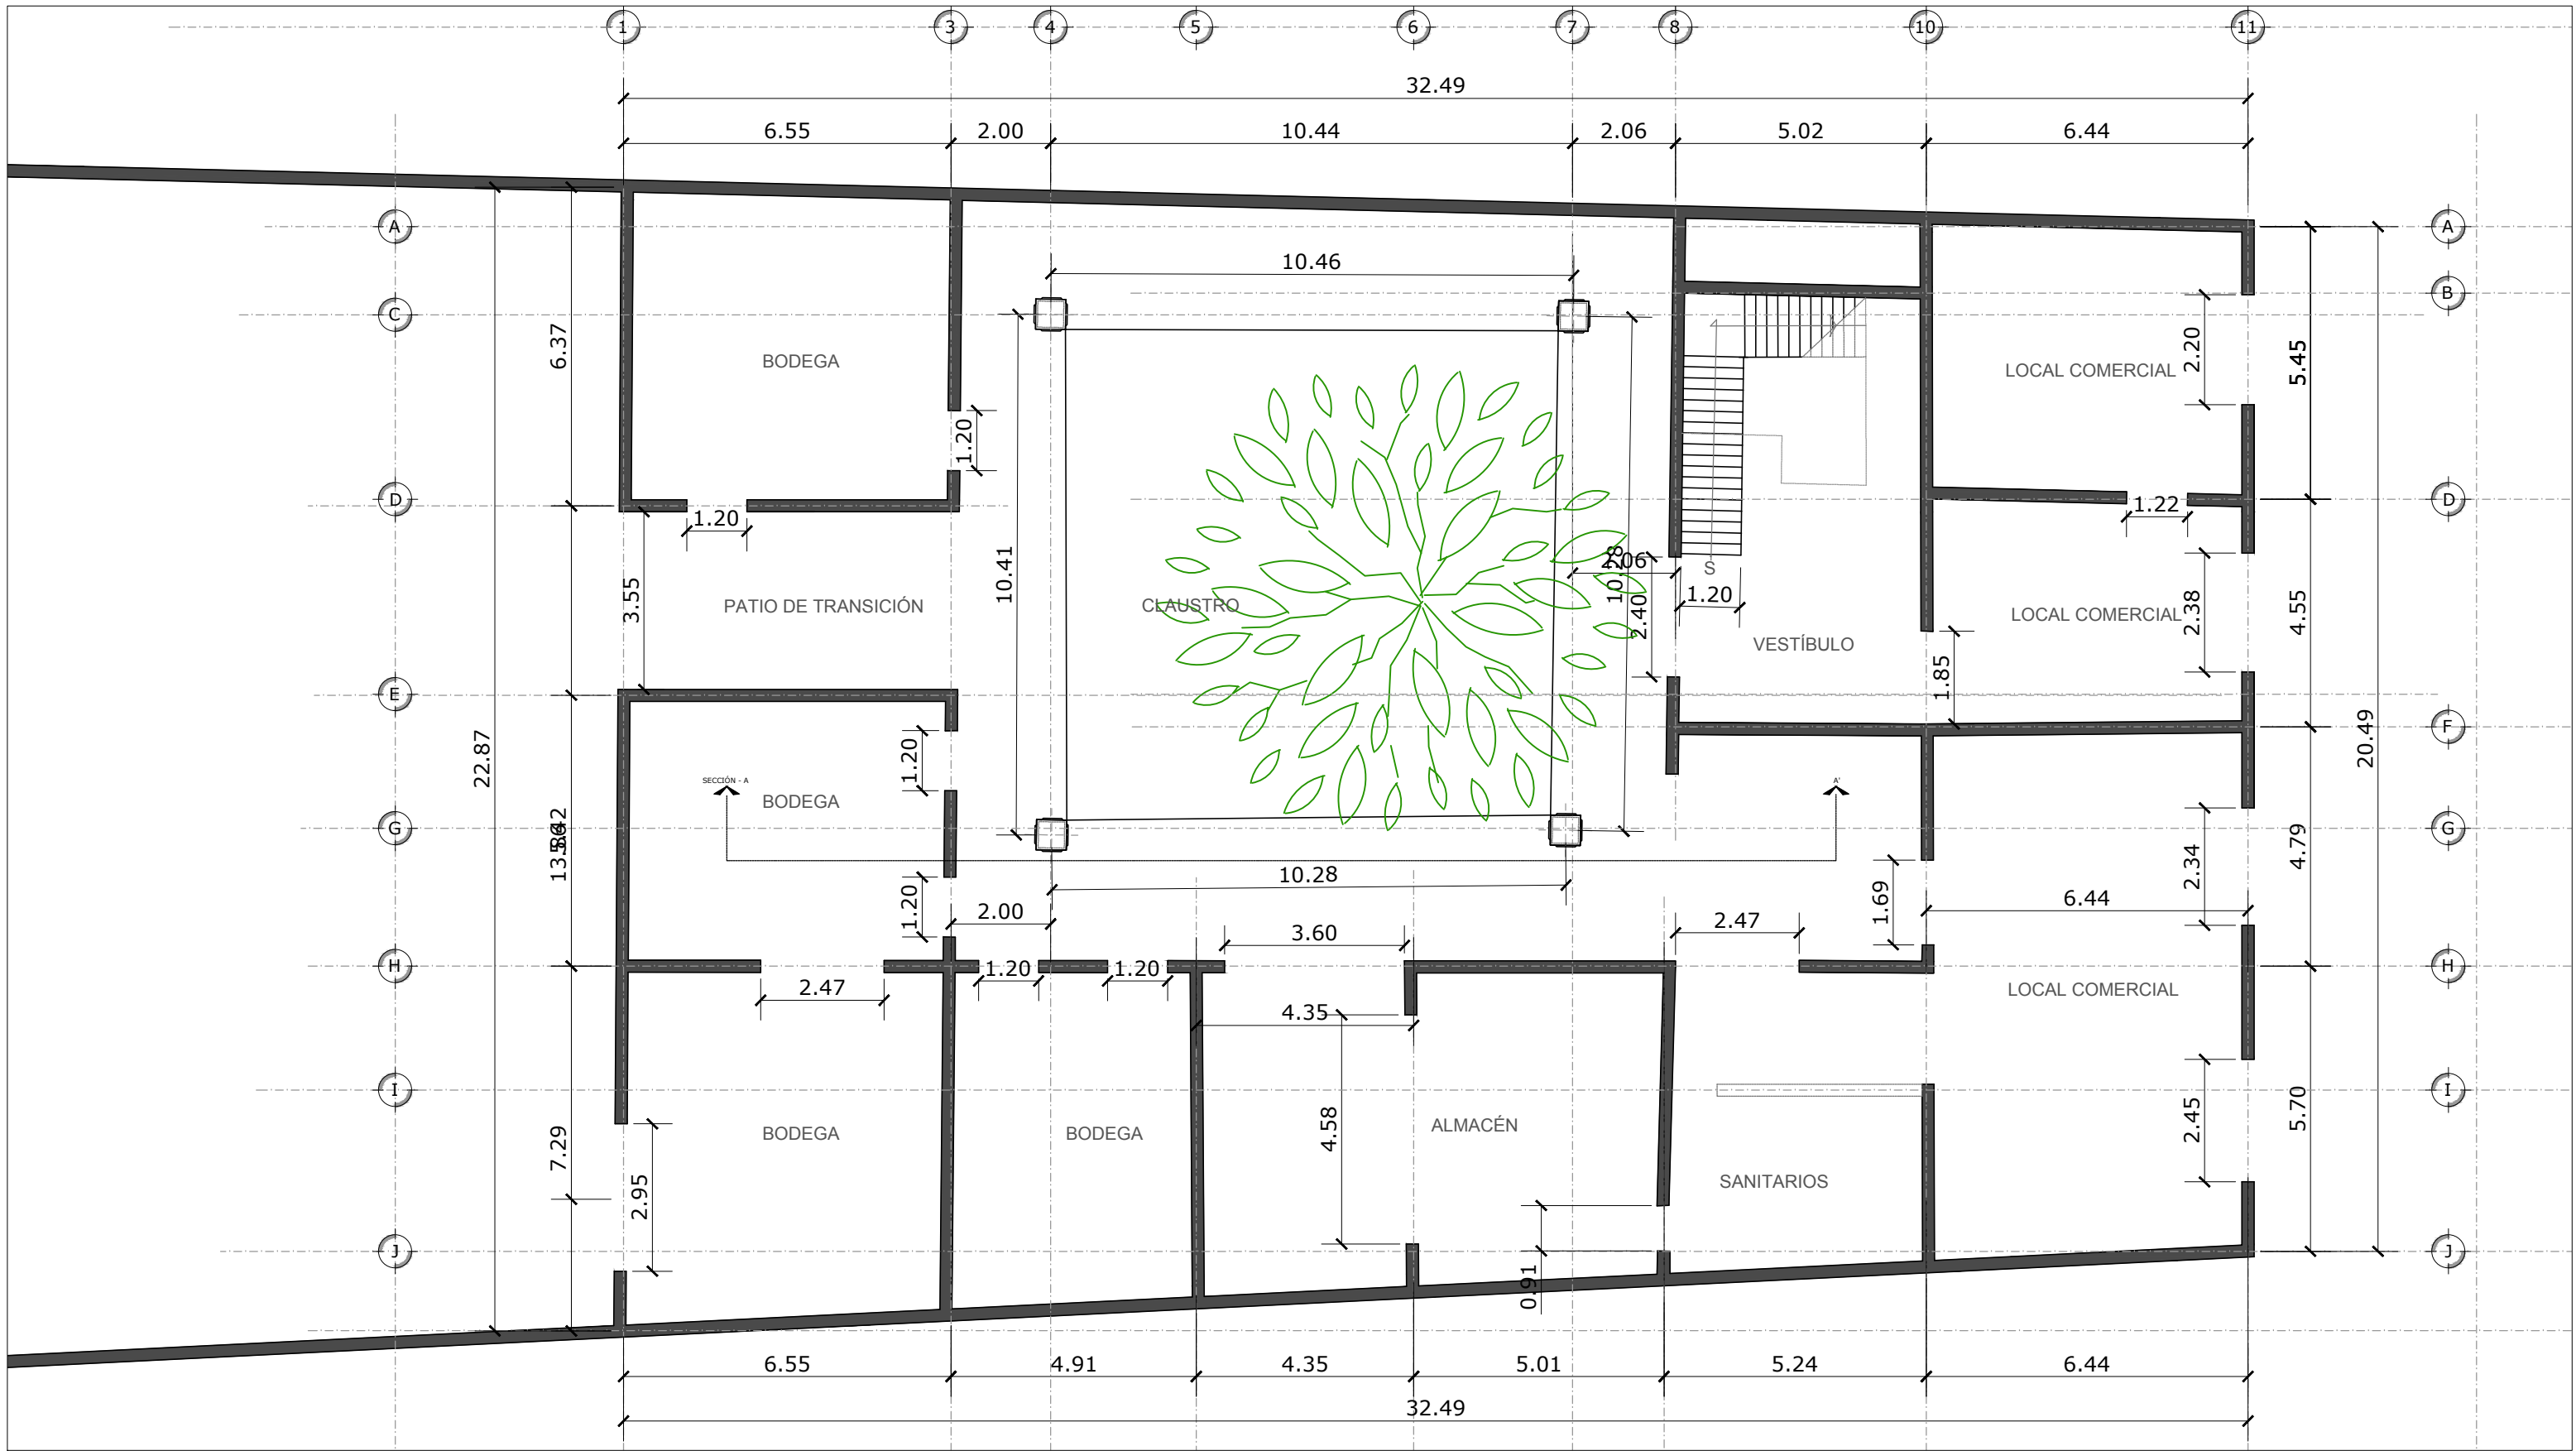 1 3 4 5 6 7 8 10 11
32.49
6.55 2.00 10.44 2.06 5.02 6.44
A A
10.46
B
C
6.37
2.20
BODEGA
LOCAL COMERCIAL
5.45
1.20
D D
1.20
1.22
10.41
10.28
2.06
S
3.55
PATIO DE TRANSICIÓN
CLAUSTRO
2.40
1.20
2.38
4.55
LOCAL COMERCIAL
VESTÍBULO
1.85
E
F
22.87
20.49
1.20
SECCIÓN - A
A'
BODEGA
G G
4.79
2.34
10.28
1.20
2.00
1.69
6.44
3.60
2.47
H H
1.20 1.20
2.47
LOCAL COMERCIAL
4.35
I I
5.70
2.45
4.58
ALMACÉN
BODEGA
BODEGA
7.29
SANITARIOS
2.95
J J
0.91
6.55 4.91 4.35 5.01 5.24 6.44
32.49